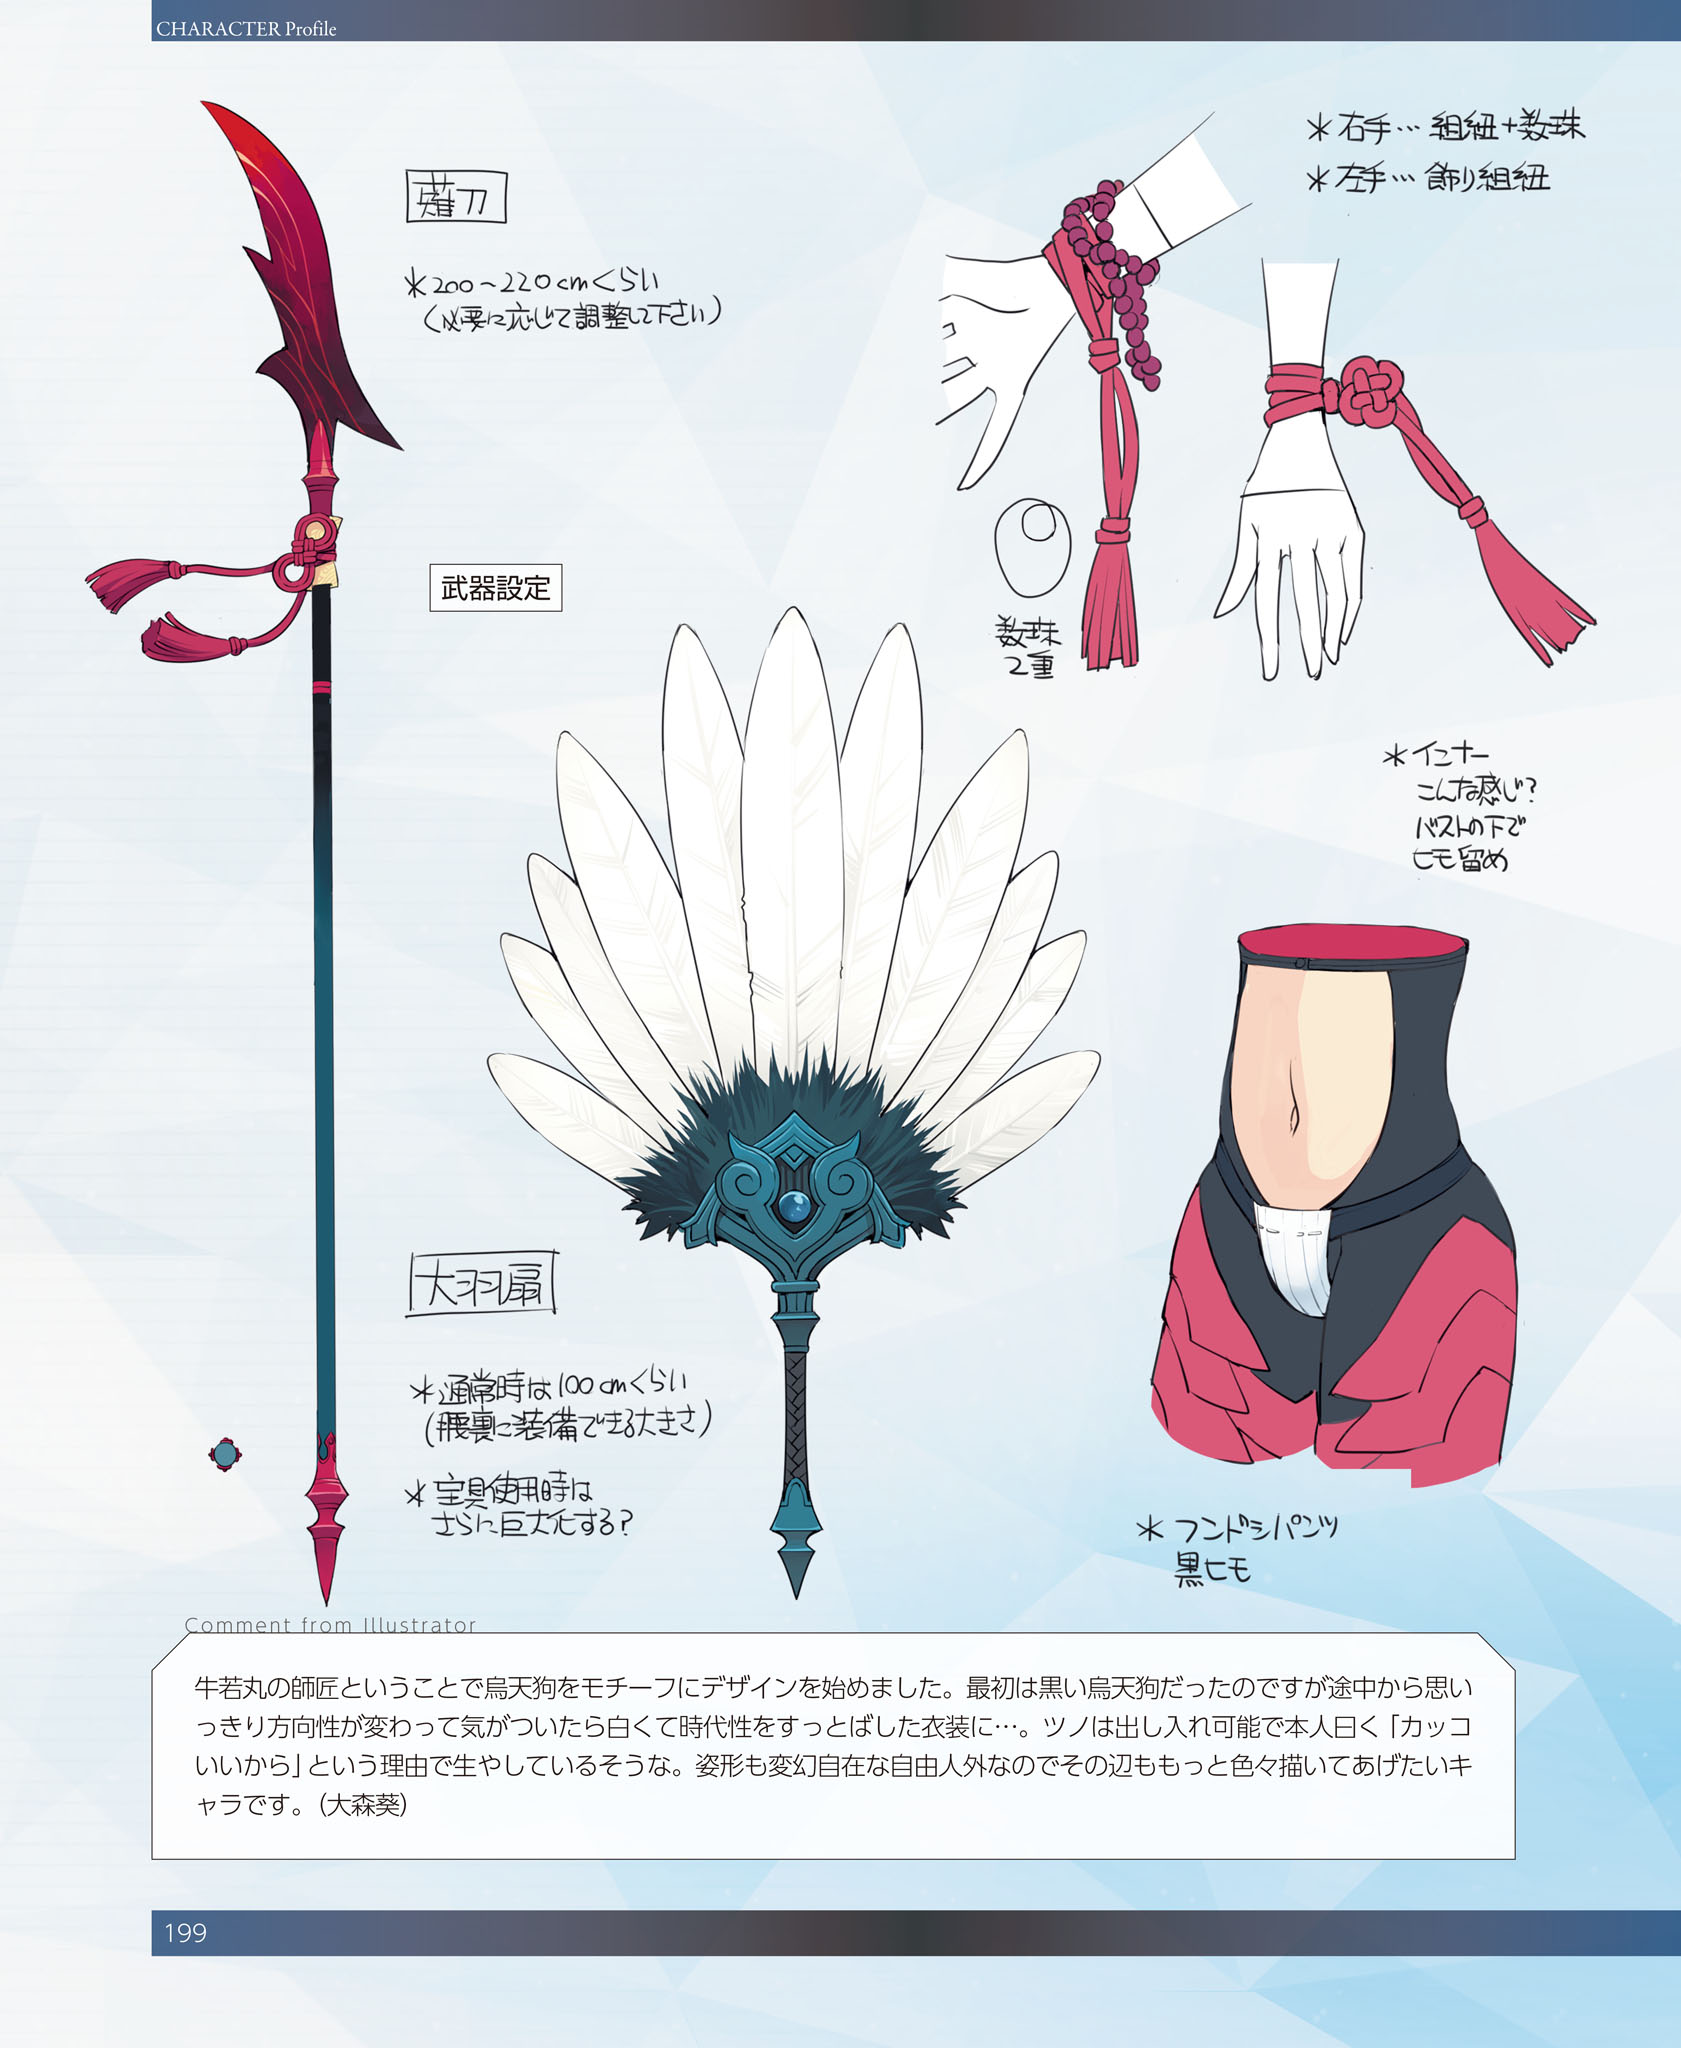 CHARACTER Profile
薙刀
*200〜220cmくらい
(必要に応じて調整して下さい)
武器設定
*右手…組紐+数珠
*左手…飾り組紐
数珠
2重
*インナー
こんな感じ?
バストの下で
ヒモ留め
大羽扇
*通常時は100cmくらい
(腰裏に装備できる大きさ)
*宝具使用時は
さらに巨大化する?
*フンドシパンツ
黒ヒモ
Comment from Illustrator
牛若丸の師匠ということで烏天狗をモチーフにデザインを始めました。最初は黒い烏天狗だったのですが途中から思い
っきり方向性が変わって気がついたら白くて時代性をすっとばした衣装に…。ツノは出し入れ可能で本人曰く「カッコ
いいから」という理由で生やしているそうな。姿形も変幻自在な自由人外なのでその辺ももっと色々描いてあげたいキ
ャラです。(大森葵)
199